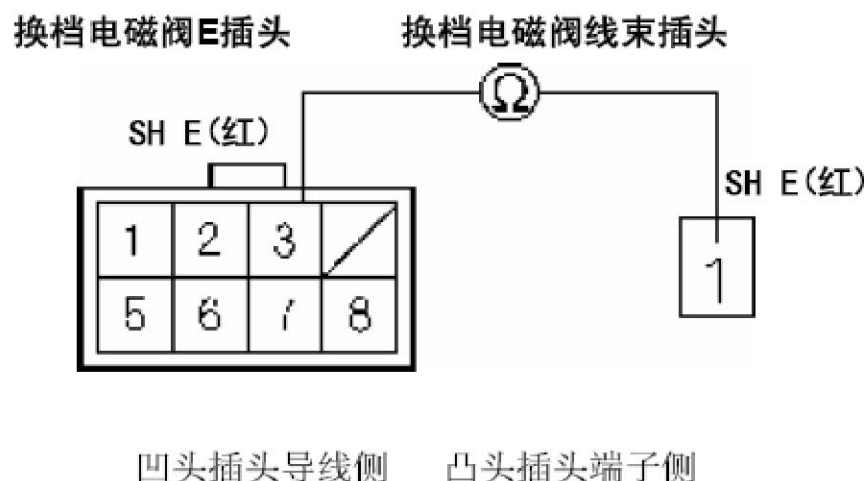 换档电磁阀E插头 换档电磁阀线束插头
Ω
SH E(红)
SH E(红)
1 2 3
1
5 6 7 8
凹头插头导线侧 凸头插头端子侧